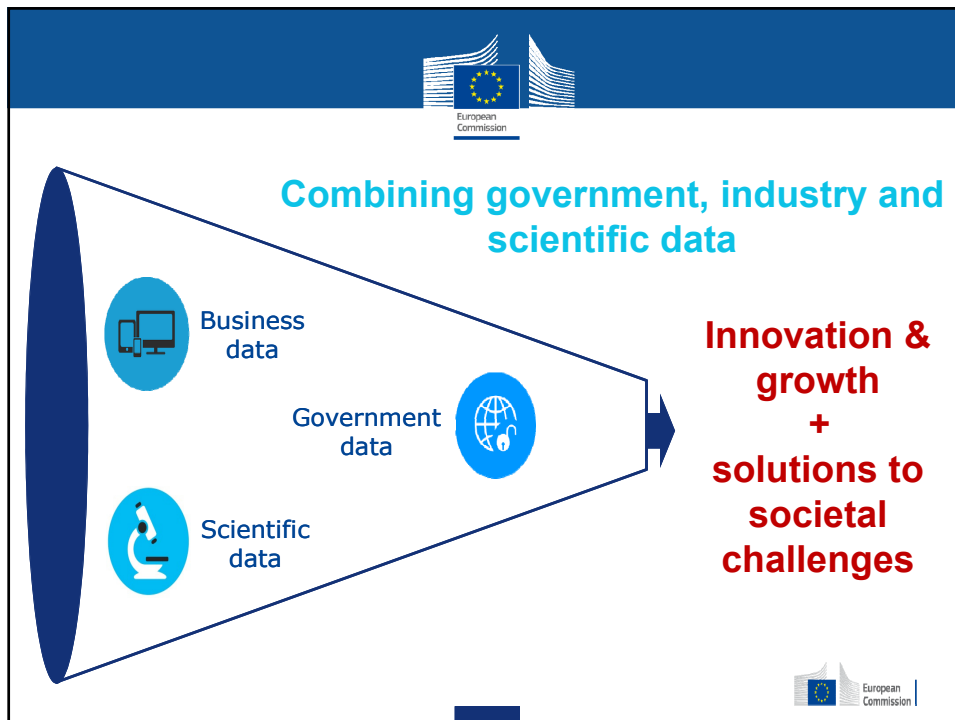 European
Commission
Combining government, industry and
scientific data
Business
data
Government
data
Scientific
data
Innovation &
growth
+
solutions to
societal
challenges
European
Commission